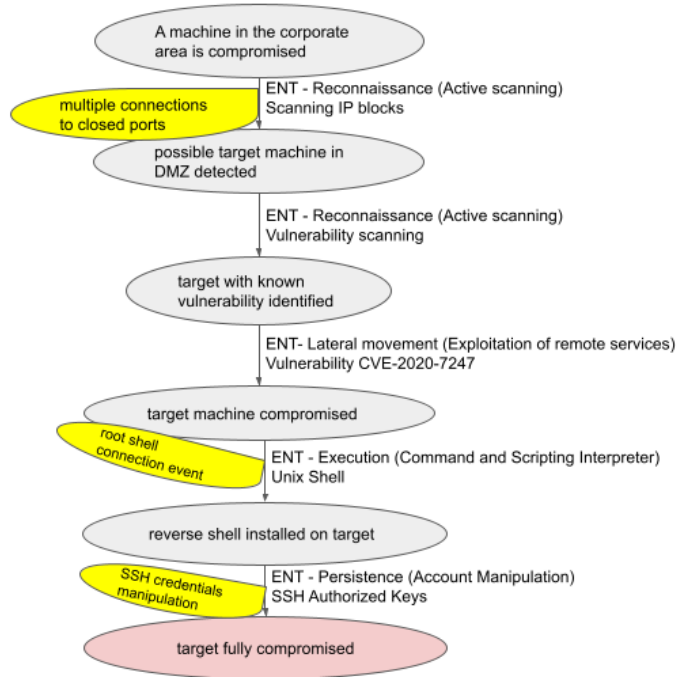 A machine in the corporate
area is compromised
ENT - Reconnaissance (Active scanning)
Scanning IP blocks
multiple connections
to closed ports
possible target machine in
DMZ detected
ENT - Reconnaissance (Active scanning)
Vulnerability scanning
target with known
vulnerability identified
ENT- Lateral movement (Exploitation of remote services)
Vulnerability CVE-2020-7247
target machine compromised
root shell
connection event
ENT - Execution (Command and Scripting Interpreter)
Unix Shell
reverse shell installed on target
SSH credentials
manipulation
ENT - Persistence (Account Manipulation)
SSH Authorized Keys
target fully compromised